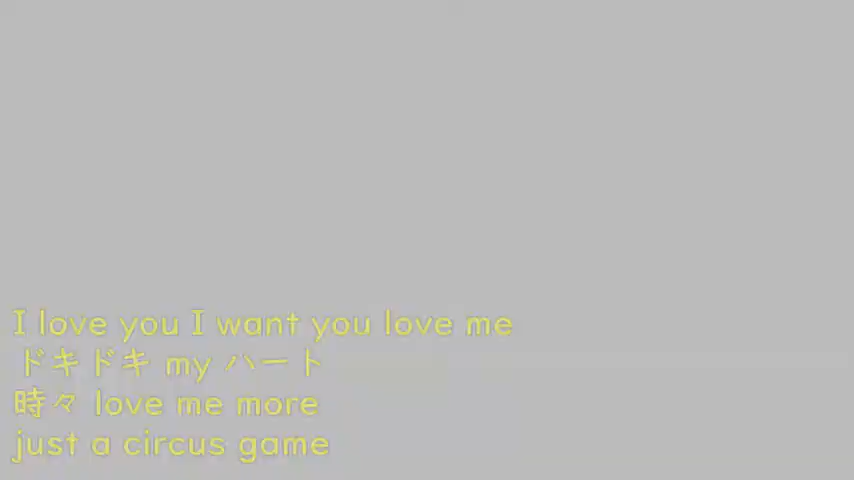 I love you I want you love me
ドキドキ my ハート
時々 love me more
just a circus game